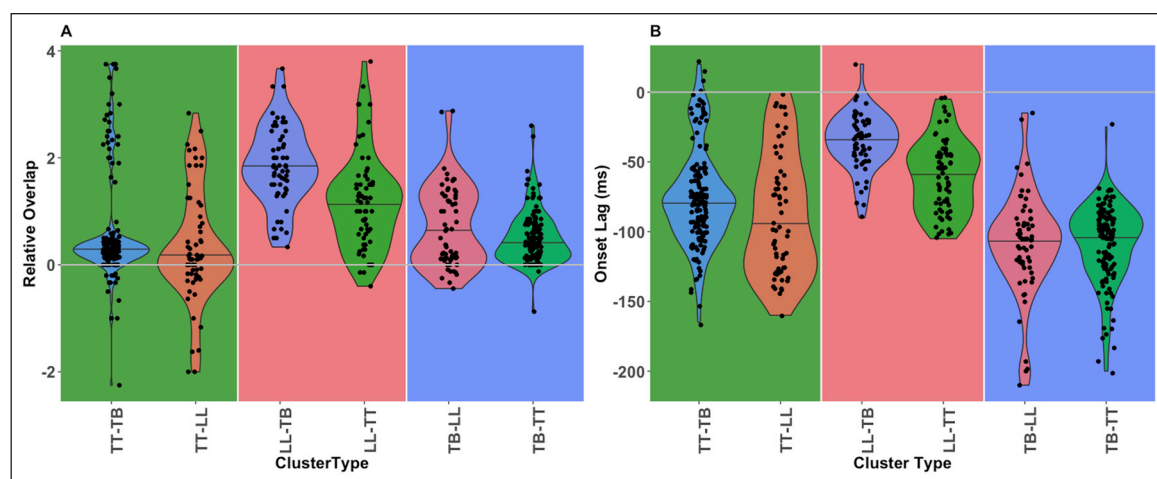 A
Relative Overlap
4
2
0
-2
TT-TB
TT-LL
LL-TB
LL-TT
TB-LL
TB-TT
ClusterType
B
Onset Lag (ms)
0
-50
-100
-150
-200
TT-TB
TT-LL
LL-TB
LL-TT
TB-LL
TB-TT
Cluster Type